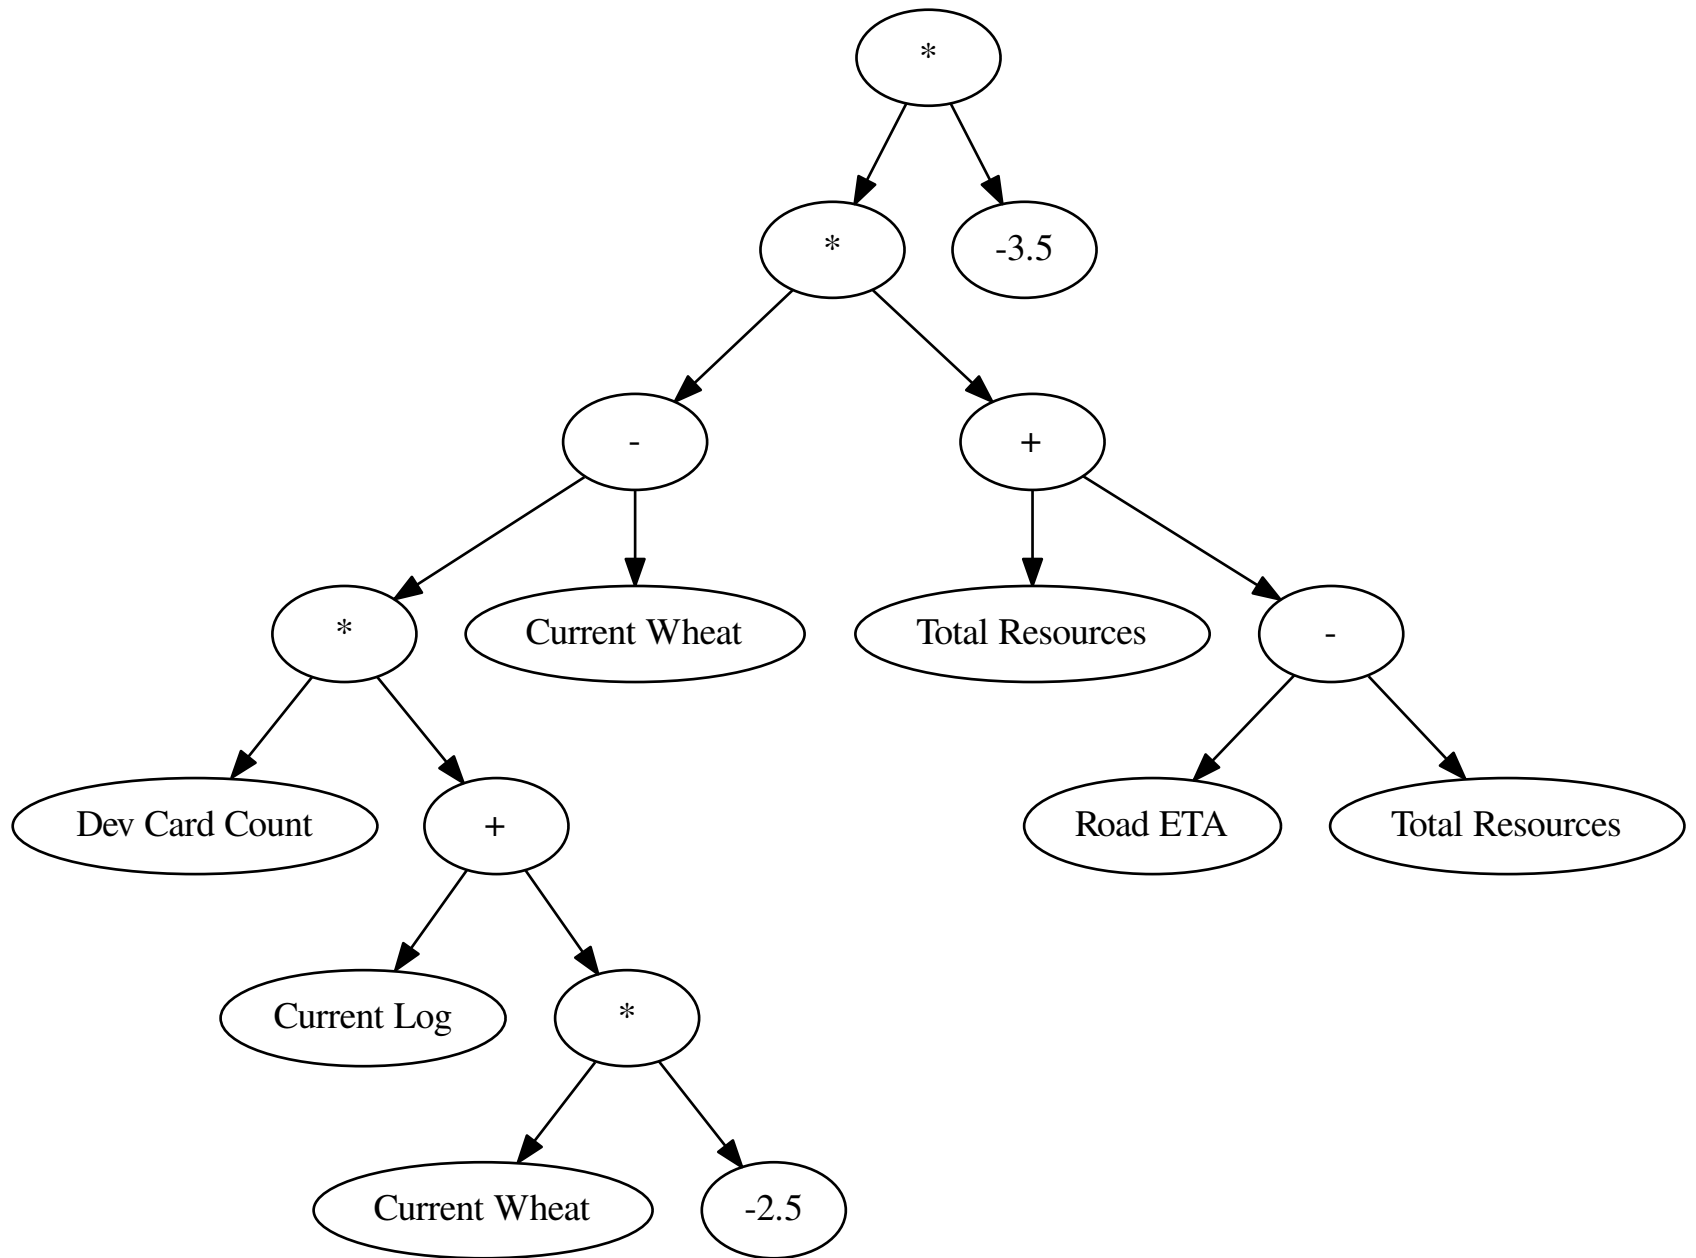 *
*
-3.5
-
+
*
Current Wheat
Total Resources
-
Dev Card Count
+
Road ETA
Total Resources
Current Log
*
Current Wheat
-2.5